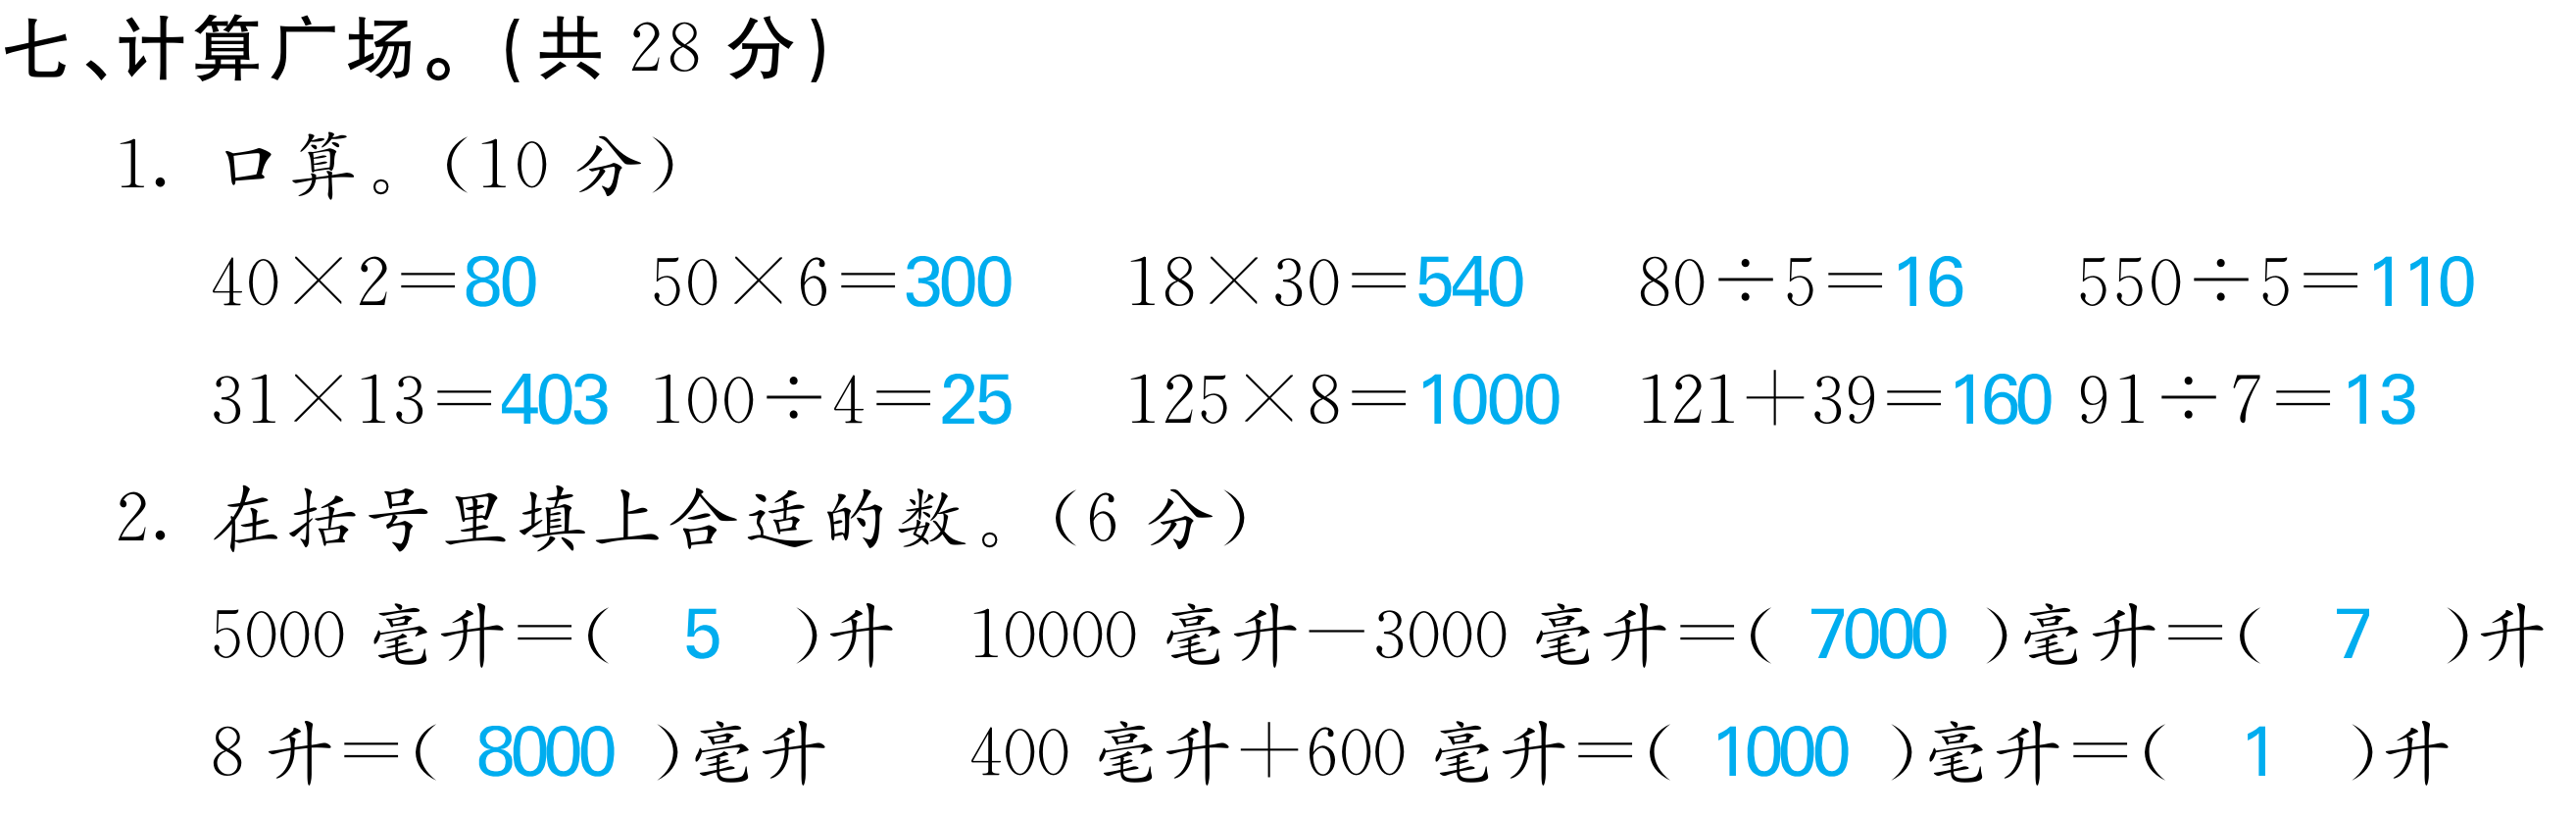 七、计算广场。(共 28 分)
1. 口算。(10 分)
40×2=80 50×6=300 18×30=540 80÷5=16 550÷5=110
31×13=403 100÷4=25 125×8=1000 121+39=160 91÷7=13
2. 在括号里填上合适的数。(6 分)
5000 毫升=( 5 )升 10000 毫升-3000 毫升=( 7000 )毫升=( 7 )升
8 升=( 8000 )毫升 400 毫升+600 毫升=( 1000 )毫升=( 1 )升